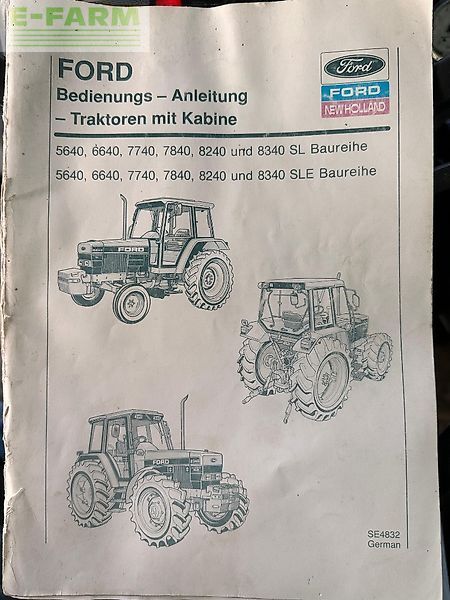 E-FARM
FORD
Bedienungs – Anleitung
– Traktoren mit Kabine
Ford
FORD
NEW HOLLAND
5640, 6640, 7740, 7840, 8240 und 8340 SL Baureihe
5640, 6640, 7740, 7840, 8240 und 8340 SLE Baureihe
FORD
FORD
SE4832
German